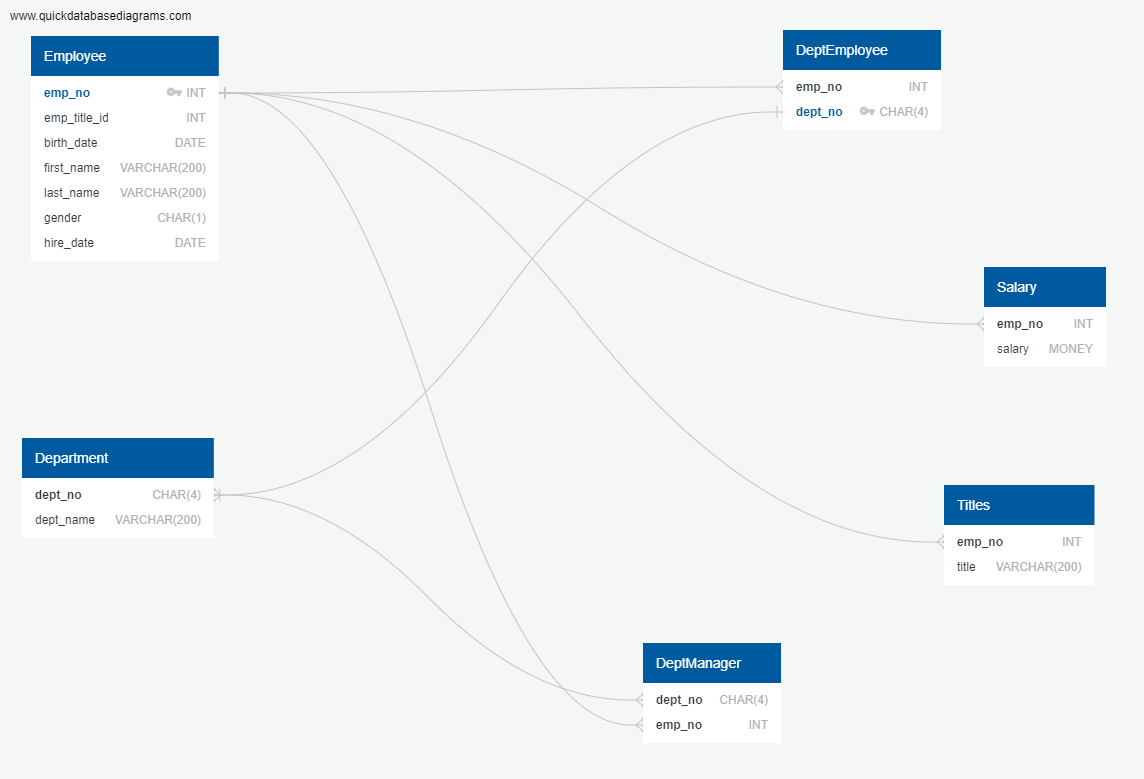 www.quickdatabasediagrams.com
Employee
emp_no INT
emp_title_id INT
birth_date DATE
first_name VARCHAR(200)
last_name VARCHAR(200)
gender CHAR(1)
hire_date DATE
DeptEmployee
emp_no INT
dept_no CHAR(4)
Salary
emp_no INT
salary MONEY
Department
dept_no CHAR(4)
dept_name VARCHAR(200)
Titles
emp_no INT
title VARCHAR(200)
DeptManager
dept_no CHAR(4)
emp_no INT